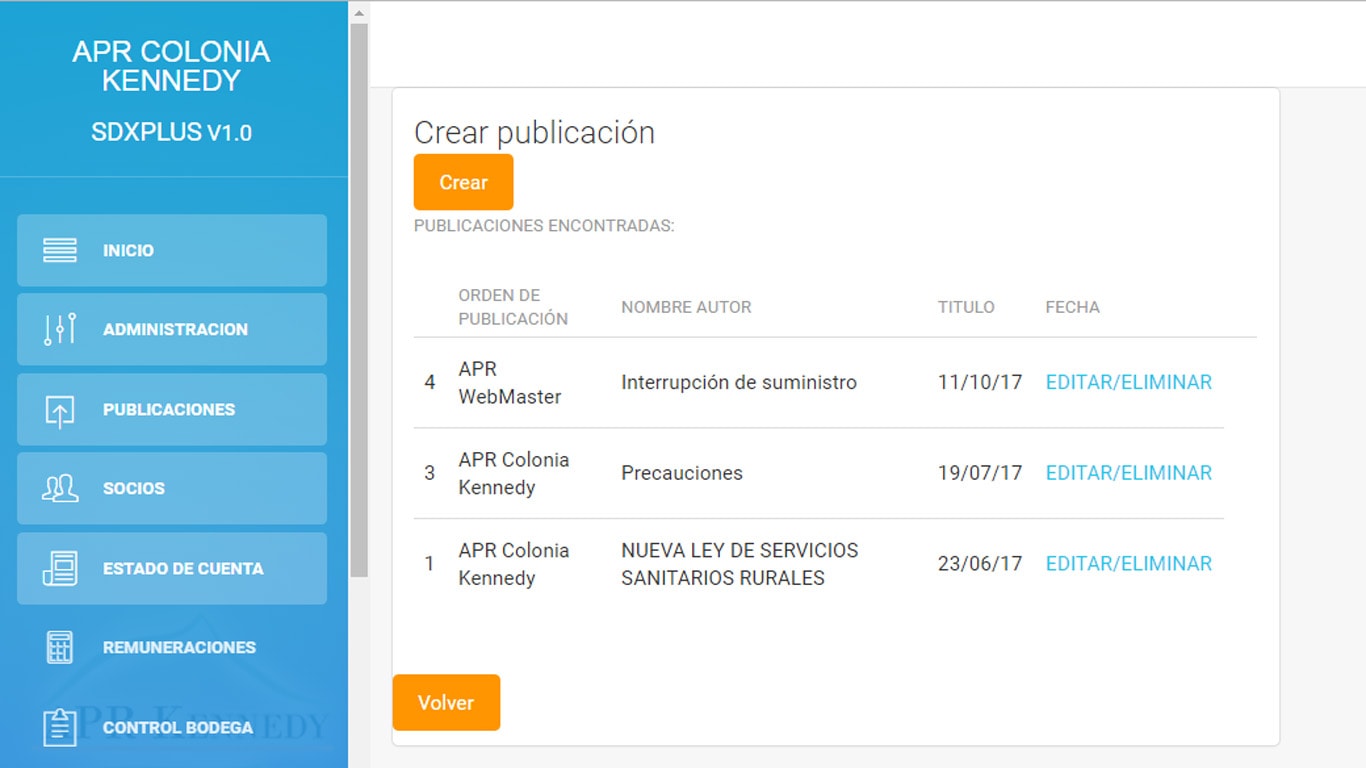 APR COLONIA
KENNEDY
SDXPLUS V1.0
INICIO
ADMINISTRACION
PUBLICACIONES
SOCIOS
ESTADO DE CUENTA
REMUNERACIONES
CONTROL BODEGA
PR KENNEDY
Crear publicación
Crear
PUBLICACIONES ENCONTRADAS:
ORDEN DE
PUBLICACIÓN
NOMBRE AUTOR
TITULO
FECHA
4
APR
WebMaster
Interrupción de suministro
11/10/17
EDITAR/ELIMINAR
3
APR Colonia
Kennedy
Precauciones
19/07/17
EDITAR/ELIMINAR
1
APR Colonia
Kennedy
NUEVA LEY DE SERVICIOS
SANITARIOS RURALES
23/06/17
EDITAR/ELIMINAR
Volver